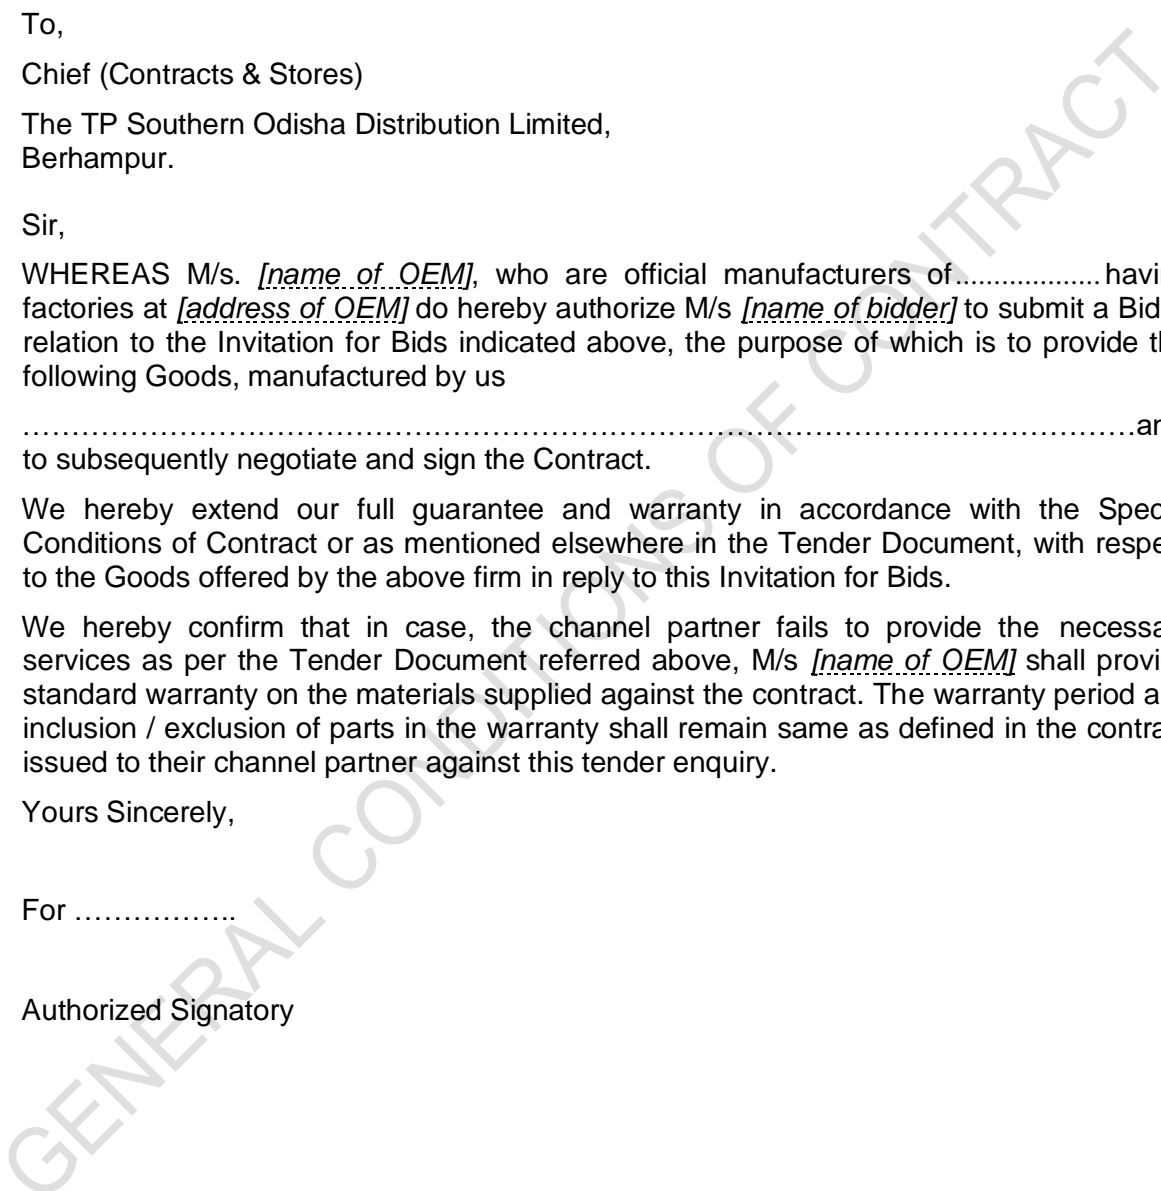 To,
Chief (Contracts & Stores)
The TP Southern Odisha Distribution Limited,
Berhampur.
Sir,
WHEREAS M/s. [name of OEM], who are official manufacturers of.................. havi
factories at [address of OEM] do hereby authorize M/s [name of bidder] to submit a Bid
relation to the Invitation for Bids indicated above, the purpose of which is to provide t
following Goods, manufactured by us
……………………………………………………………………………………………………ar
to subsequently negotiate and sign the Contract.
We hereby extend our full guarantee and warranty in accordance with the Spec
Conditions of Contract or as mentioned elsewhere in the Tender Document, with respe
to the Goods offered by the above firm in reply to this Invitation for Bids.
We hereby confirm that in case, the channel partner fails to provide the necessa
services as per the Tender Document referred above, M/s [name of OEM] shall provi
standard warranty on the materials supplied against the contract. The warranty period a
inclusion / exclusion of parts in the warranty shall remain same as defined in the contra
issued to their channel partner against this tender enquiry.
Yours Sincerely,
For ……………..
Authorized Signatory
GENERAL CONDITIONS OF CONTRACT